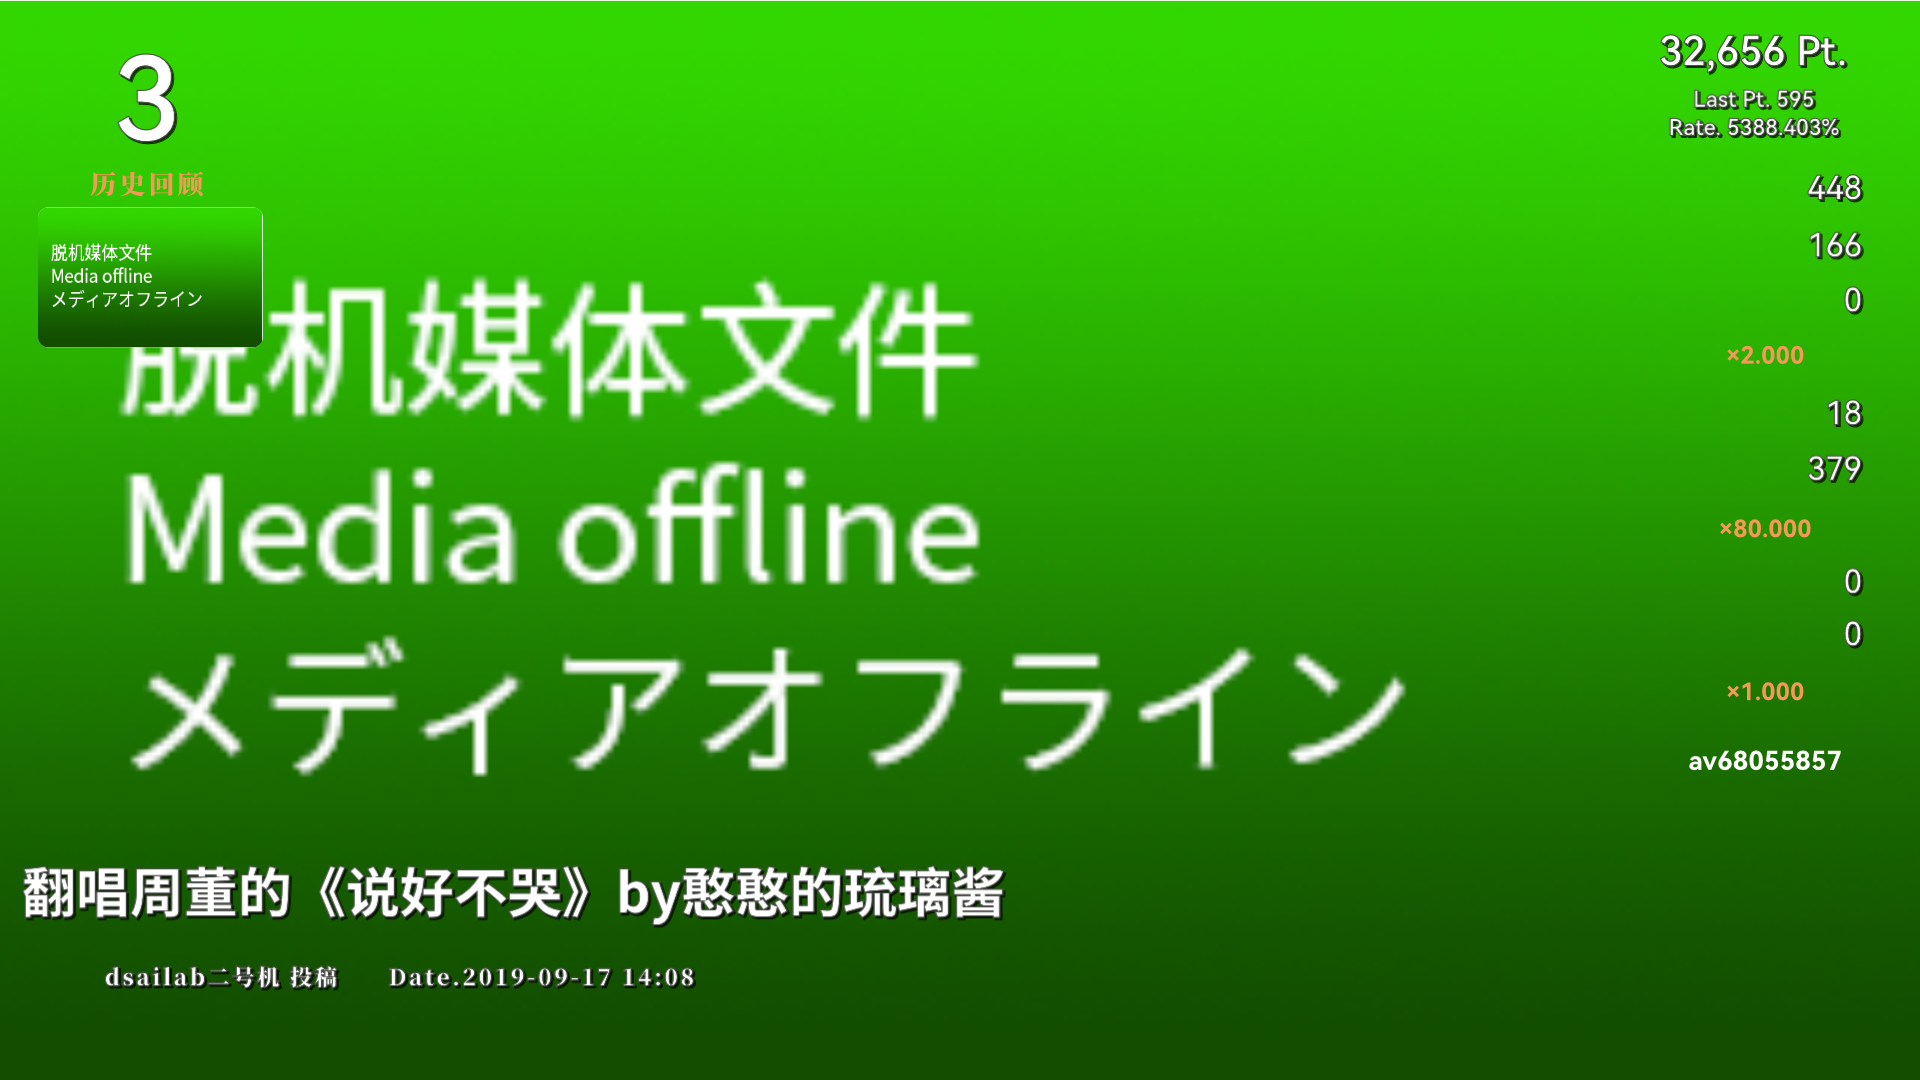 3
历史回顾
脱机媒体文件
Media offline
メディアオフライン
脱机媒体文件
Media offline
メディアオフライン
32,656 Pt.
Last Pt. 595
Rate. 5388.403%
448
166
0
×2.000
18
379
×80.000
0
0
×1.000
av68055857
翻唱周董的《说好不哭》by憨憨的琉璃酱
dsailab二号机 投稿 Date.2019-09-17 14:08